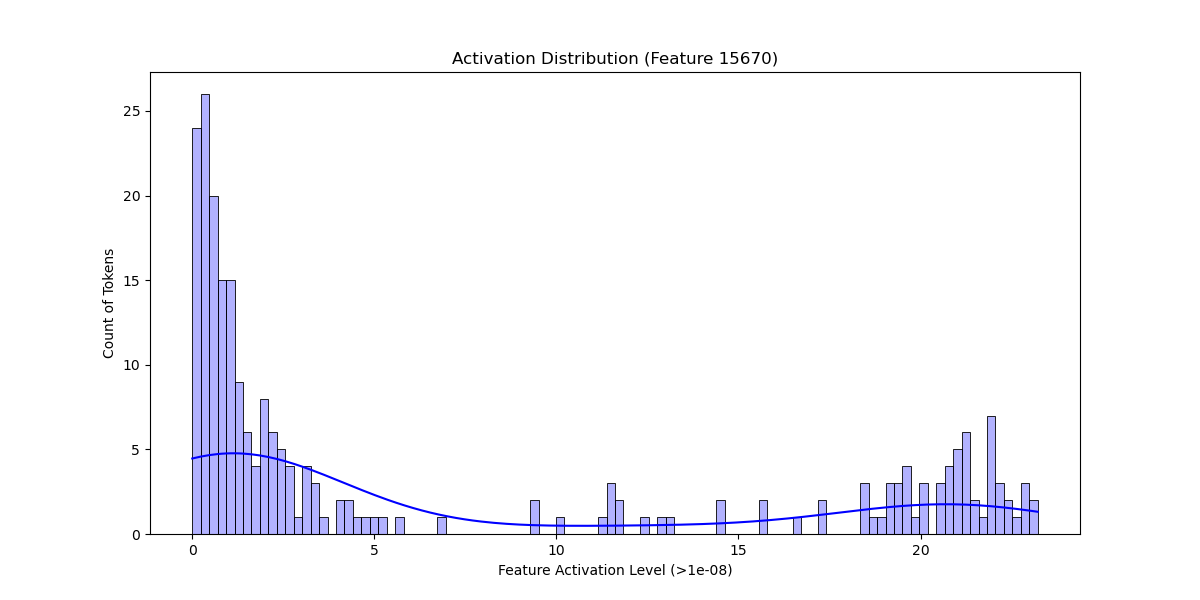 Activation Distribution (Feature 15670)
25
20
15
10
5
0
Count of Tokens
0 5 10 15 20
Feature Activation Level (>1e-08)